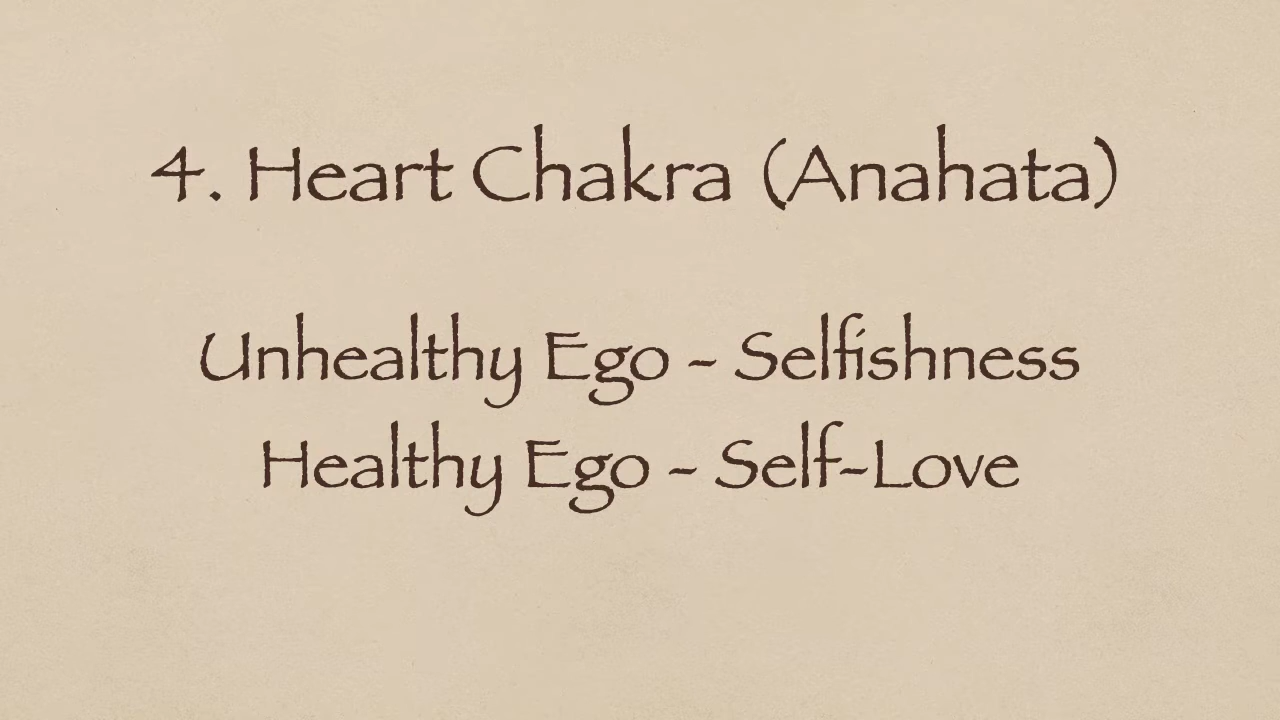 4. Heart Chakra (Anahata)
Unhealthy Ego - Selfishness
Healthy Ego - Self-Love